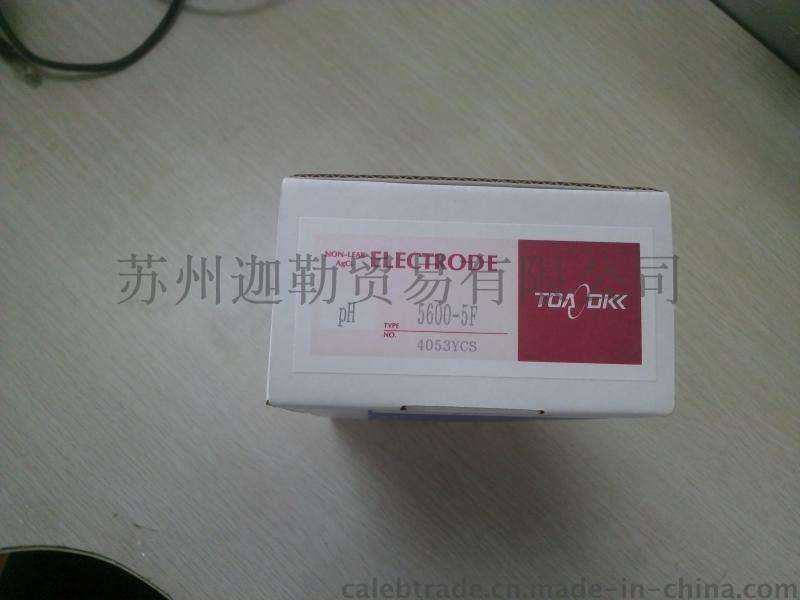 NON-LEAK ELECTRODE
AgCl
苏州迦勒贸易有限公司
TOA DKK
pH
TYPE 5600-5F
NO. 4053YCS
calebtrade.cn.made-in-china.com